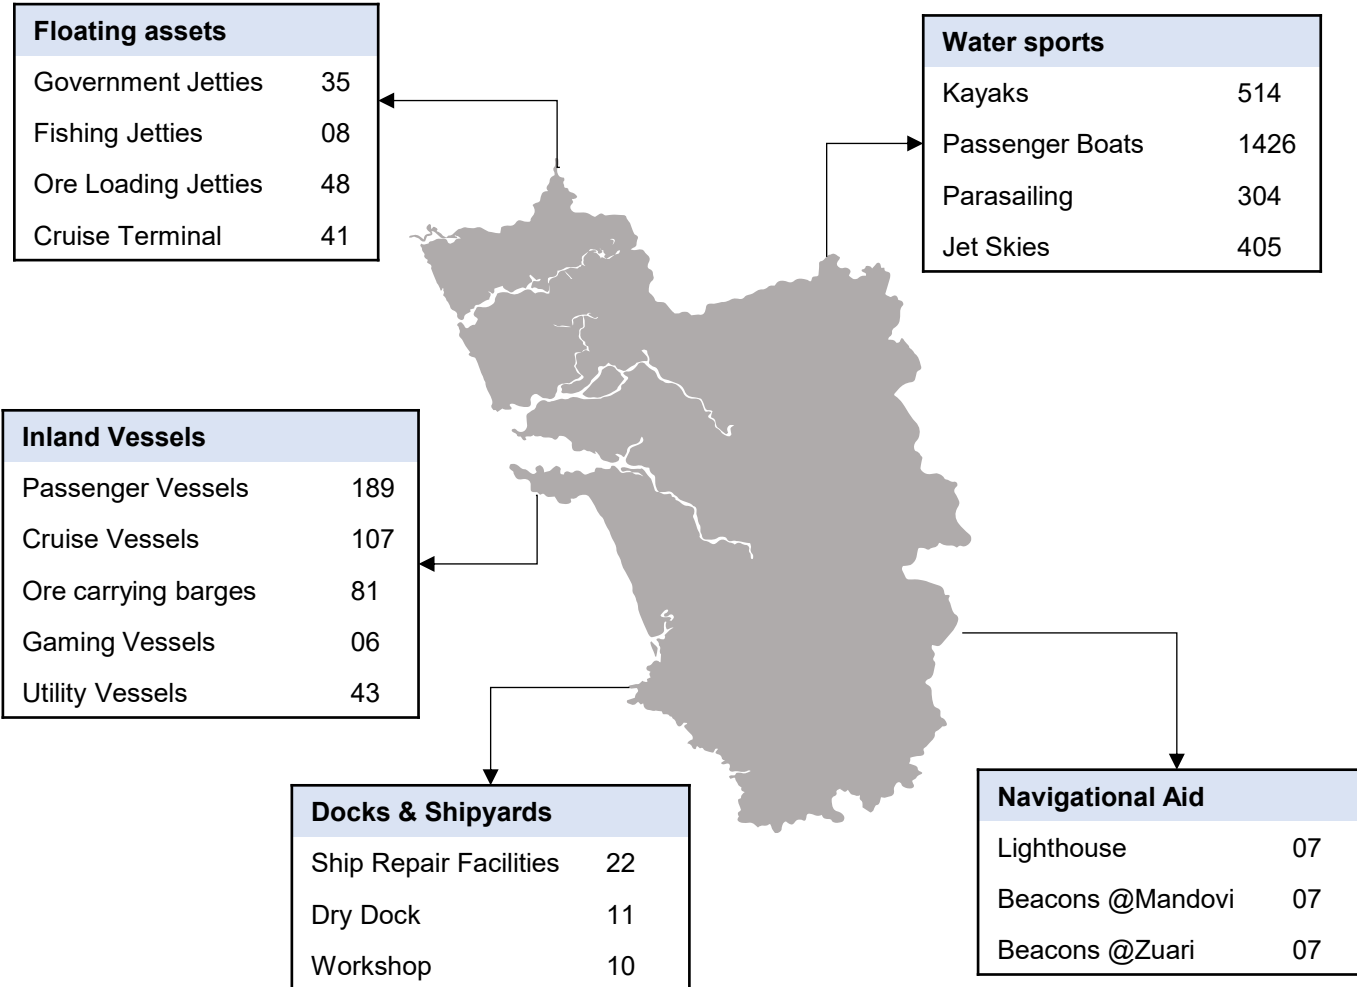 Floating assets
Government Jetties 35
Fishing Jetties 08
Ore Loading Jetties 48
Cruise Terminal 41
Water sports
Kayaks 514
Passenger Boats 1426
Parasailing 304
Jet Skies 405
Inland Vessels
Passenger Vessels 189
Cruise Vessels 107
Ore carrying barges 81
Gaming Vessels 06
Utility Vessels 43
Docks & Shipyards
Ship Repair Facilities 22
Dry Dock 11
Workshop 10
Navigational Aid
Lighthouse 07
Beacons @Mandovi 07
Beacons @Zuari 07